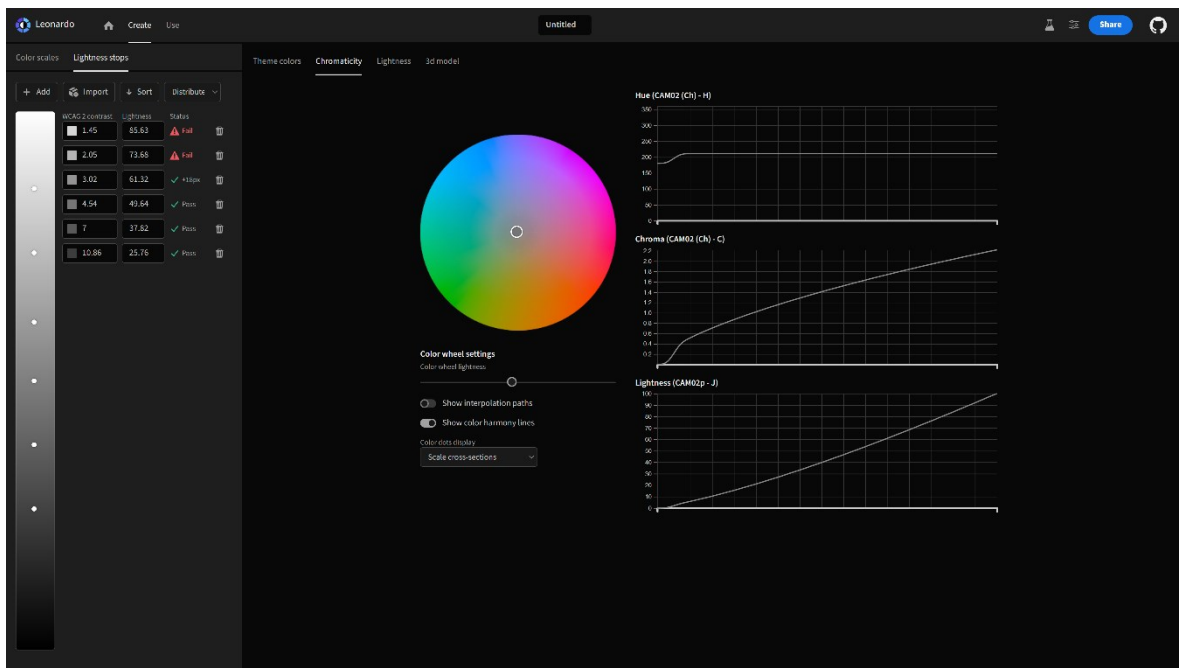 Leonardo Create Use Untitled Share
Color scales Lightness stops
Theme colors Chromaticity Lightness 3d model
+ Add Import Sort Distribute
WCAG 2 contrast Lightness Status
1.45 85.63 Fail
2.05 73.68 Fail
3.02 61.32 +18px
4.54 49.64 Pass
7 37.82 Pass
10.86 25.76 Pass
Color wheel settings
Color wheel lightness
Show interpolation paths
Show color harmony lines
Color dots display
Scale cross-sections
Hue (CAM02 (Ch) - H)
350
300
250
200
150
100
50
0
Chroma (CAM02 (Ch) - C)
2.2
2.0
1.8
1.6
1.4
1.2
1.0
0.8
0.6
0.4
0.2
Lightness (CAM02p - J)
100
90
80
70
60
50
40
30
20
10
0